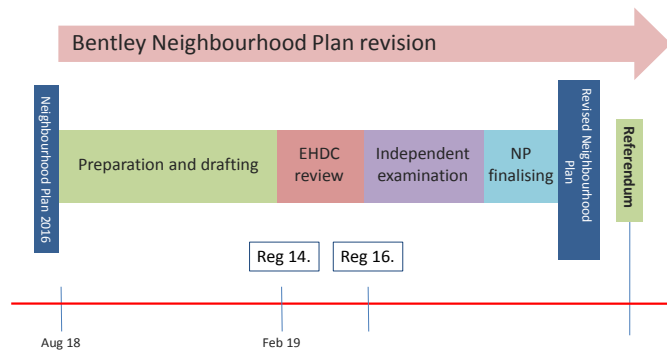 Bentley Neighbourhood Plan revision
Neighbourhood Plan 2016
Preparation and drafting
EHDC
review
Independent
examination
NP
finalising
Revised Neighbourhood
Plan
Referendum
Reg 14.
Reg 16.
Aug 18
Feb 19